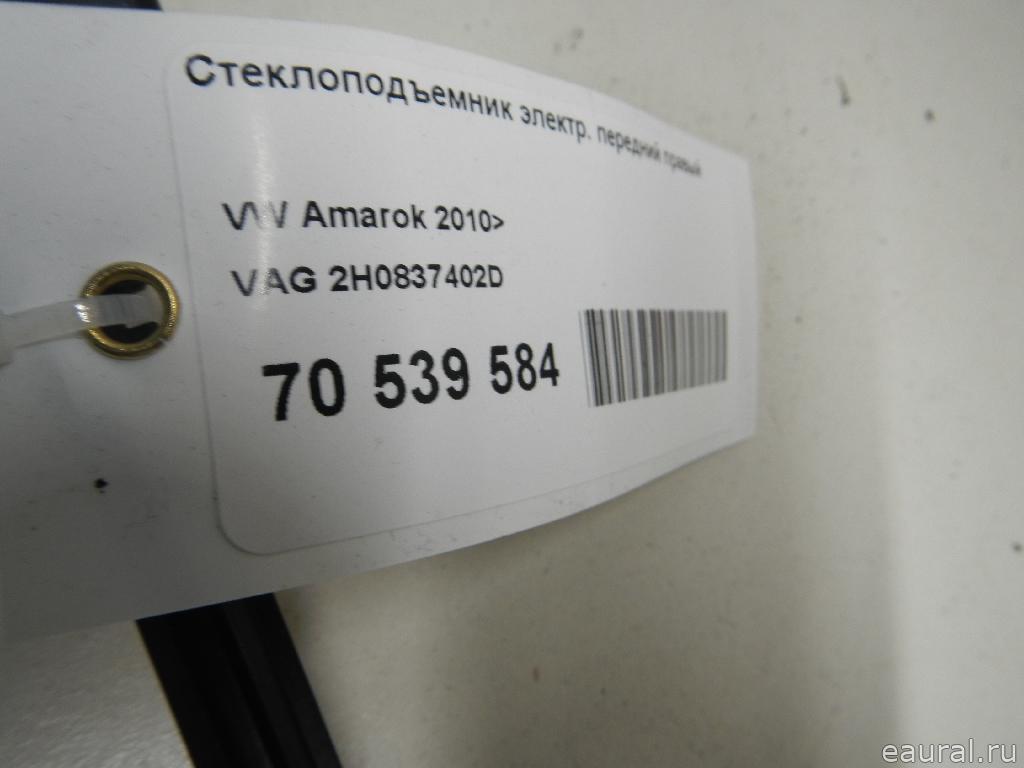 Стеклоподъемник электр. передний правый
VW Amarok 2010>
VAG 2H0837402D
70 539 584
eaural.ru